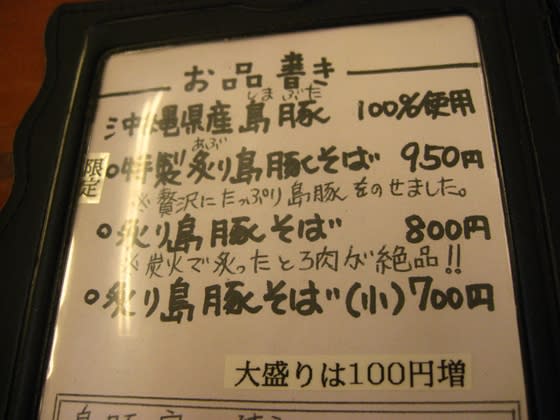 お品書き
しまぶた
沖縄県産島豚 100%使用
あぶ
限定 ○特製炙り島豚そば 950円
※贅沢にたっぷり島豚をのせました。
○炙り島豚そば 800円
※炭火で炙ったとろ肉が絶品!!
○炙り島豚そば(小)700円
大盛りは100円増